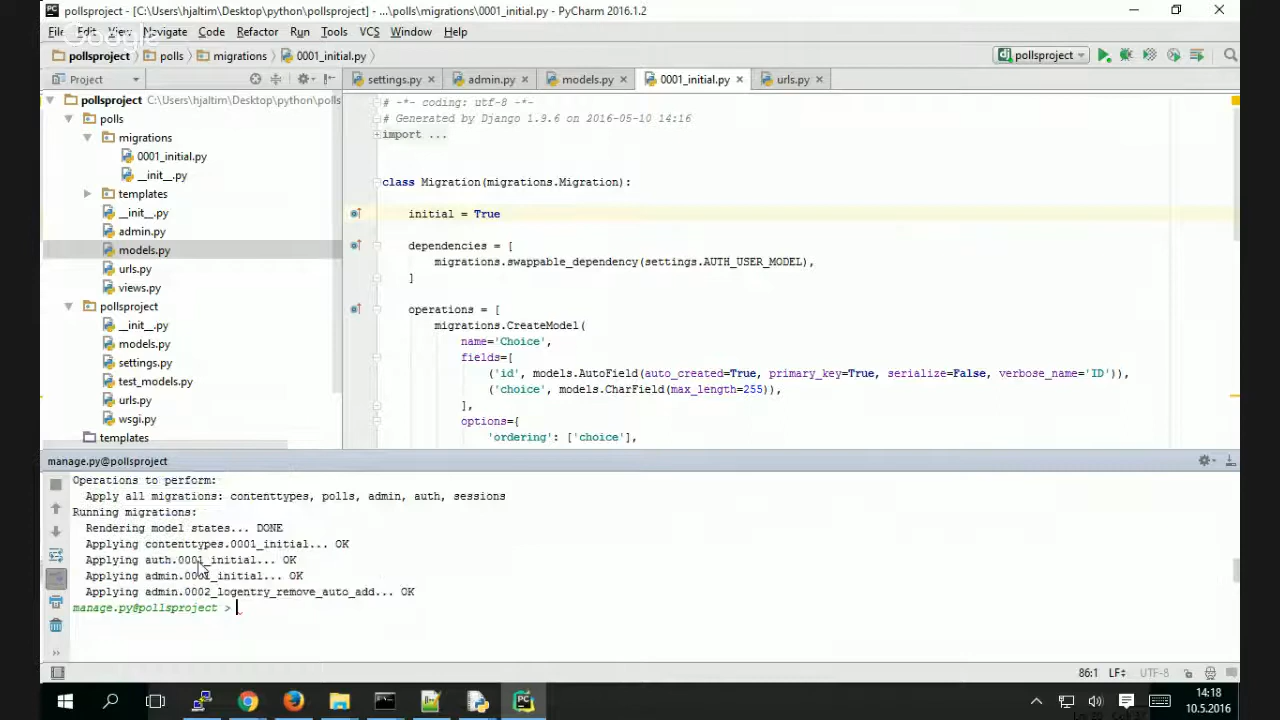 pollsproject - [C:\Users\hjaltim\Desktop\python\pollsproject] - ...\polls\migrations\0001_initial.py - PyCharm 2016.1.2
Google
File Edit View Navigate Code Refactor Run Tools VCS Window Help
pollsproject polls migrations 0001_initial.py
pollsproject
Project
settings.py admin.py models.py 0001_initial.py urls.py
pollsproject C:\Users\hjaltim\Desktop\python\polls
polls
migrations
0001_initial.py
__init__.py
templates
__init__.py
admin.py
models.py
urls.py
views.py
pollsproject
__init__.py
models.py
settings.py
test_models.py
urls.py
wsgi.py
templates
# -*- coding: utf-8 -*-
# Generated by Django 1.9.6 on 2016-05-10 14:16
import ...
class Migration(migrations.Migration):
initial = True
dependencies = [
migrations.swappable_dependency(settings.AUTH_USER_MODEL),
]
operations = [
migrations.CreateModel(
name='Choice',
fields=[
('id', models.AutoField(auto_created=True, primary_key=True, serialize=False, verbose_name='ID')),
('choice', models.CharField(max_length=255)),
],
options={
'ordering': ['choice'],
manage.py@pollsproject
Operations to perform:
Apply all migrations: contenttypes, polls, admin, auth, sessions
Running migrations:
Rendering model states... DONE
Applying contenttypes.0001_initial... OK
Applying auth.0001_initial... OK
Applying admin.0001_initial... OK
Applying admin.0002_logentry_remove_auto_add... OK
manage.py@pollsproject >
86:1 LF UTF-8
14:18
10.5.2016